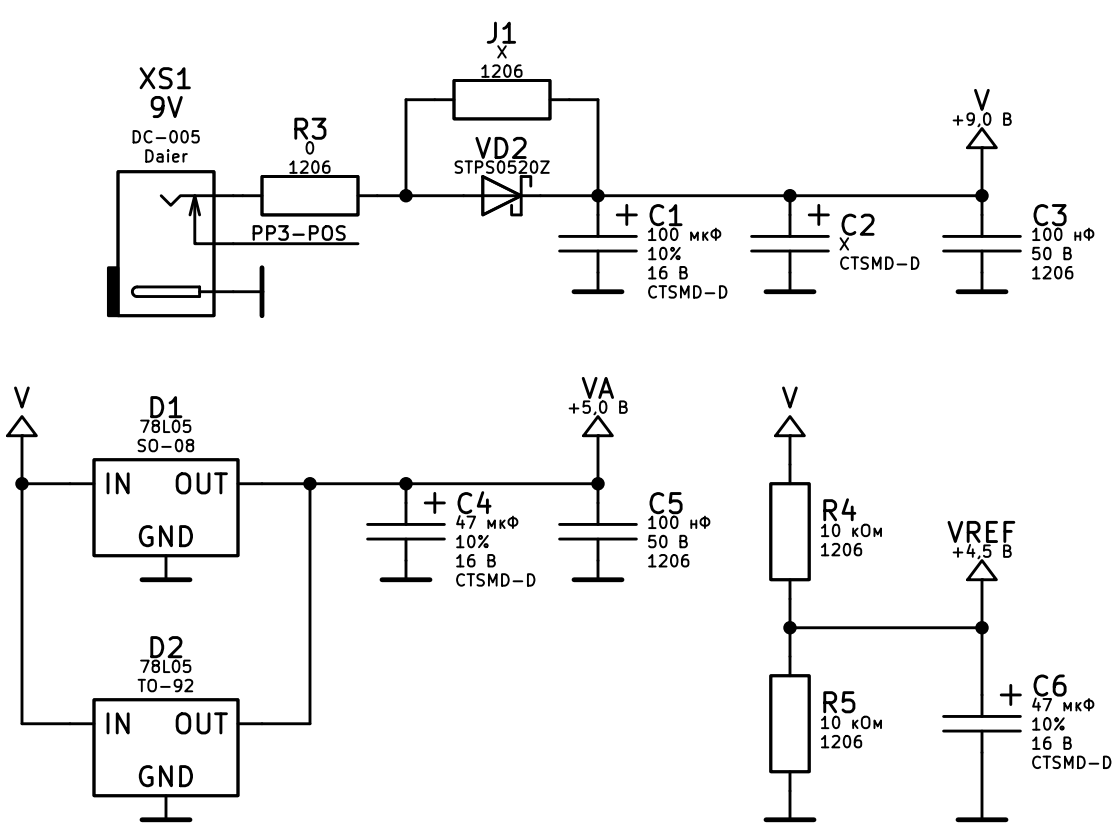 XS1
9V
DC-005
Daier
R3
0
1206
PP3-POS
J1
X
1206
VD2
STPS0520Z
+ C1
100 мкФ
10%
16 В
CTSMD-D
+ C2
X
CTSMD-D
V
+9,0 В
C3
100 нФ
50 В
1206
V
D1
78L05
SO-08
IN OUT
GND
D2
78L05
TO-92
IN OUT
GND
+ C4
47 мкФ
10%
16 В
CTSMD-D
VA
+5,0 В
C5
100 нФ
50 В
1206
V
R4
10 кОм
1206
R5
10 кОм
1206
VREF
+4,5 В
+ C6
47 мкФ
10%
16 В
CTSMD-D